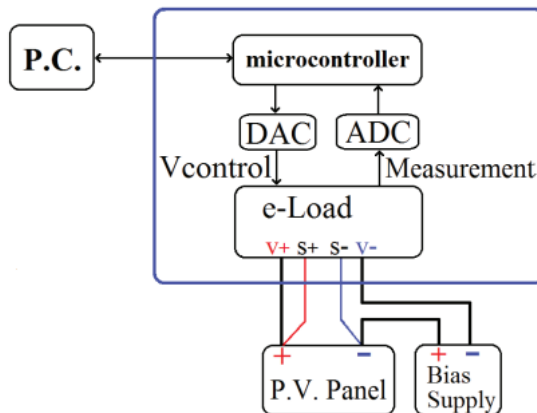 P.C.
microcontroller
DAC
ADC
Vcontrol
Measurement
e-Load
V+ S+ S- V-
+ -
P.V. Panel
+ -
Bias
Supply